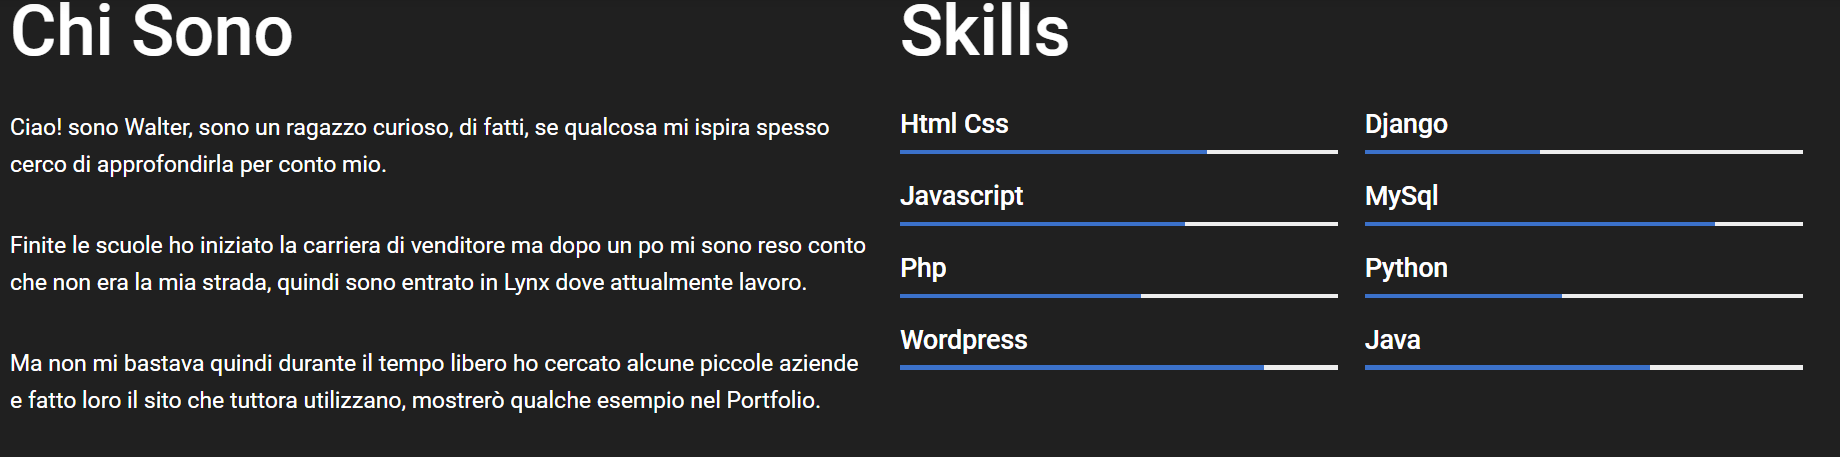 Chi Sono
Ciao! sono Walter, sono un ragazzo curioso, di fatti, se qualcosa mi ispira spesso
cerco di approfondirla per conto mio.
Finite le scuole ho iniziato la carriera di venditore ma dopo un po mi sono reso conto
che non era la mia strada, quindi sono entrato in Lynx dove attualmente lavoro.
Ma non mi bastava quindi durante il tempo libero ho cercato alcune piccole aziende
e fatto loro il sito che tuttora utilizzano, mostrerò qualche esempio nel Portfolio.
Skills
Html Css
Javascript
Php
Wordpress
Django
MySql
Python
Java